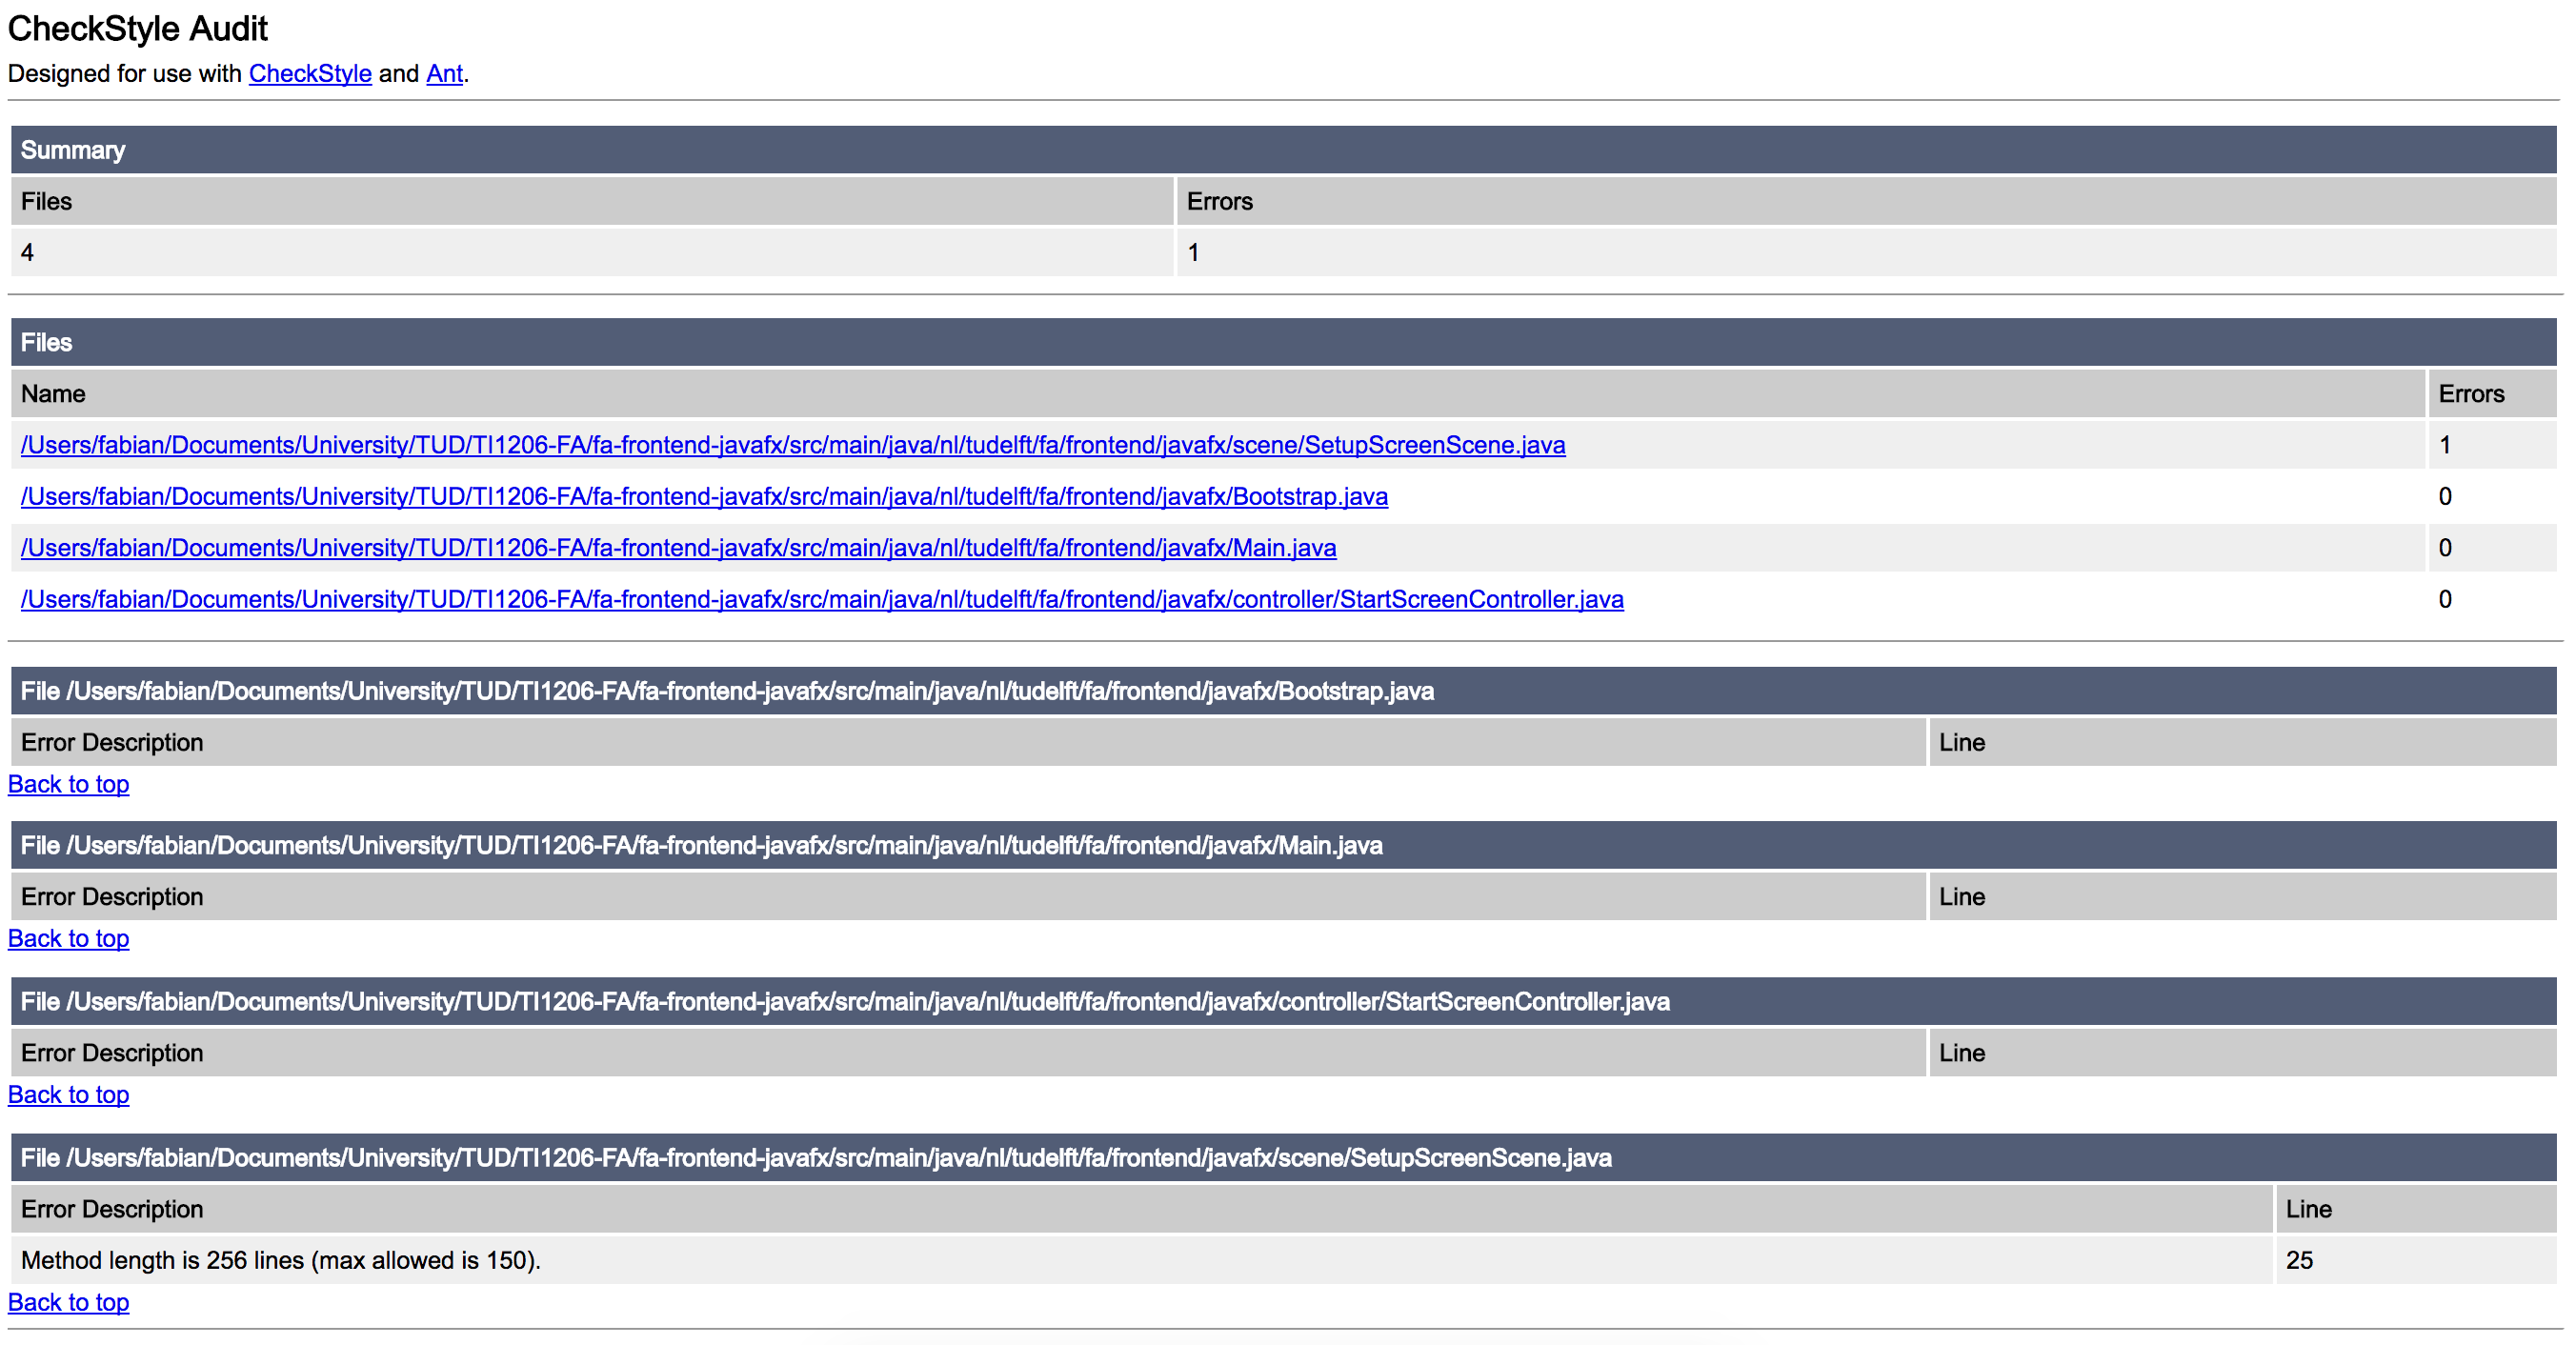 CheckStyle Audit
Designed for use with CheckStyle and Ant.
Summary
Files Errors
4 1
Files
Name Errors
/Users/fabian/Documents/University/TUD/TI1206-FA/fa-frontend-javafx/src/main/java/nl/tudelft/fa/frontend/javafx/scene/SetupScreenScene.java 1
/Users/fabian/Documents/University/TUD/TI1206-FA/fa-frontend-javafx/src/main/java/nl/tudelft/fa/frontend/javafx/Bootstrap.java 0
/Users/fabian/Documents/University/TUD/TI1206-FA/fa-frontend-javafx/src/main/java/nl/tudelft/fa/frontend/javafx/Main.java 0
/Users/fabian/Documents/University/TUD/TI1206-FA/fa-frontend-javafx/src/main/java/nl/tudelft/fa/frontend/javafx/controller/StartScreenController.java 0
File /Users/fabian/Documents/University/TUD/TI1206-FA/fa-frontend-javafx/src/main/java/nl/tudelft/fa/frontend/javafx/Bootstrap.java
Error Description Line
Back to top
File /Users/fabian/Documents/University/TUD/TI1206-FA/fa-frontend-javafx/src/main/java/nl/tudelft/fa/frontend/javafx/Main.java
Error Description Line
Back to top
File /Users/fabian/Documents/University/TUD/TI1206-FA/fa-frontend-javafx/src/main/java/nl/tudelft/fa/frontend/javafx/controller/StartScreenController.java
Error Description Line
Back to top
File /Users/fabian/Documents/University/TUD/TI1206-FA/fa-frontend-javafx/src/main/java/nl/tudelft/fa/frontend/javafx/scene/SetupScreenScene.java
Error Description Line
Method length is 256 lines (max allowed is 150). 25
Back to top